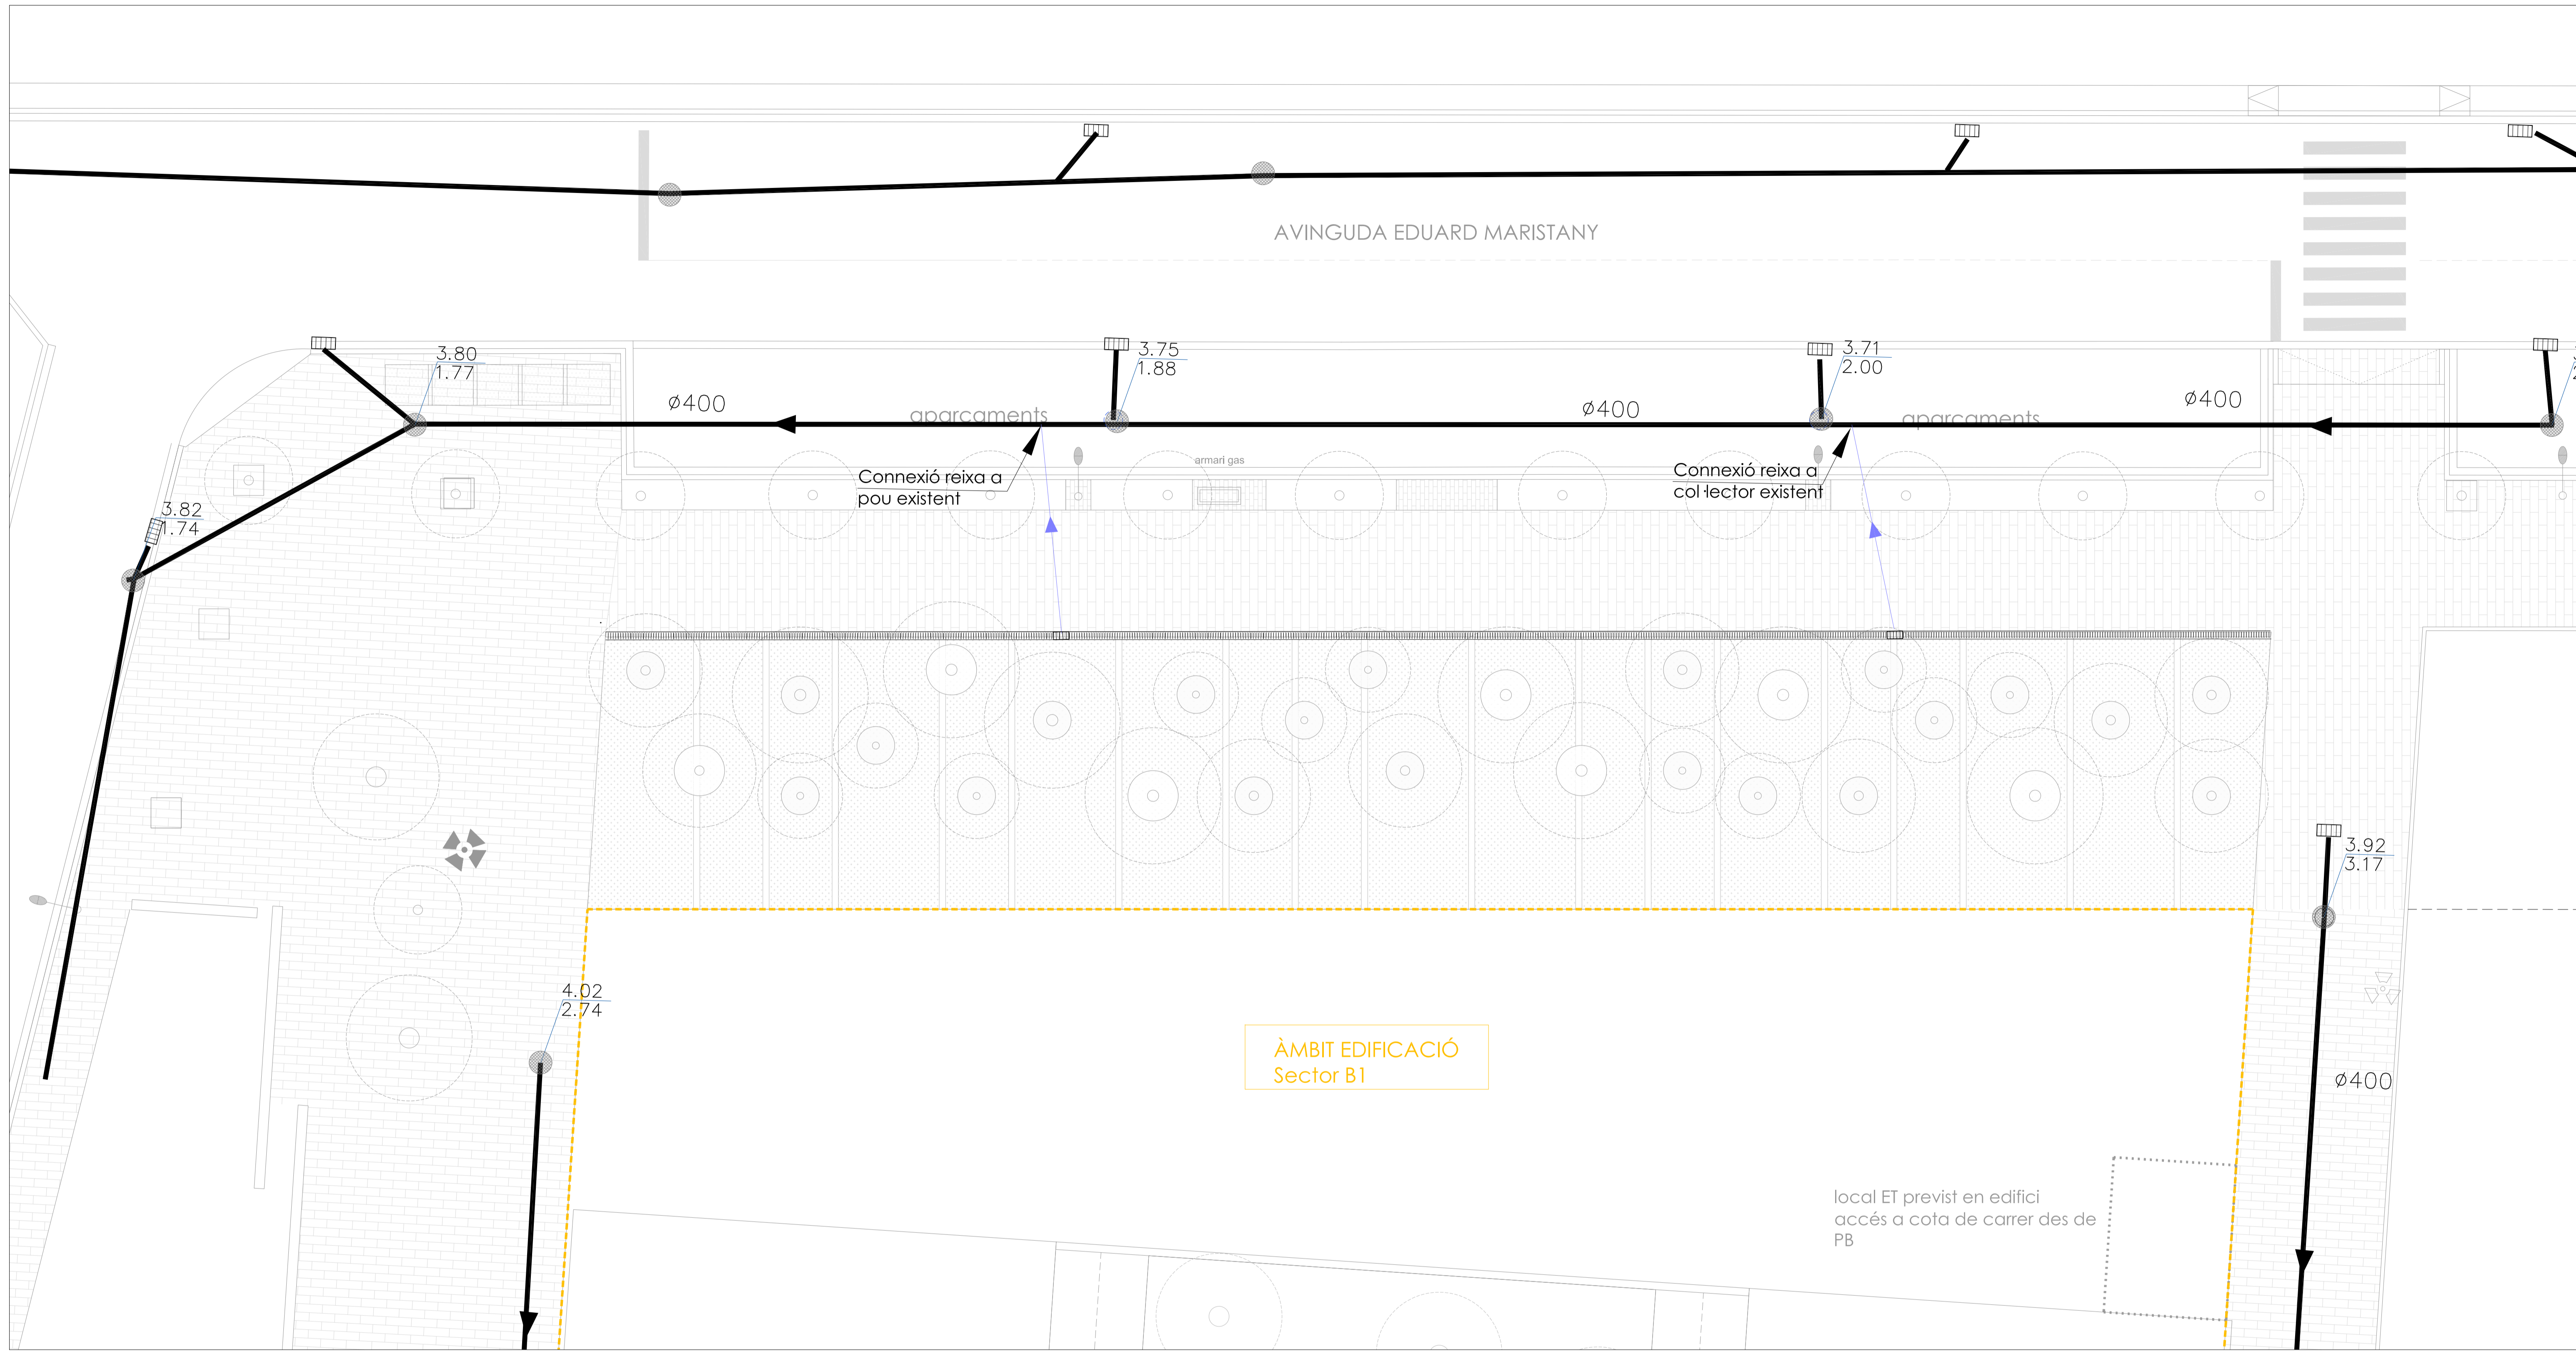 AVINGUDA EDUARD MARISTANY
3.80
1.77
3.75
1.88
3.71
2.00
ø400
aparcaments
ø400
aparcaments
ø400
Connexió reixa a
pou existent
armari gas
Connexió reixa a
col·lector existent
3.82
1.74
3.92
3.17
4.02
2.74
ÀMBIT EDIFICACIÓ
Sector B1
ø400
local ET previst en edifici
accés a cota de carrer des de
PB